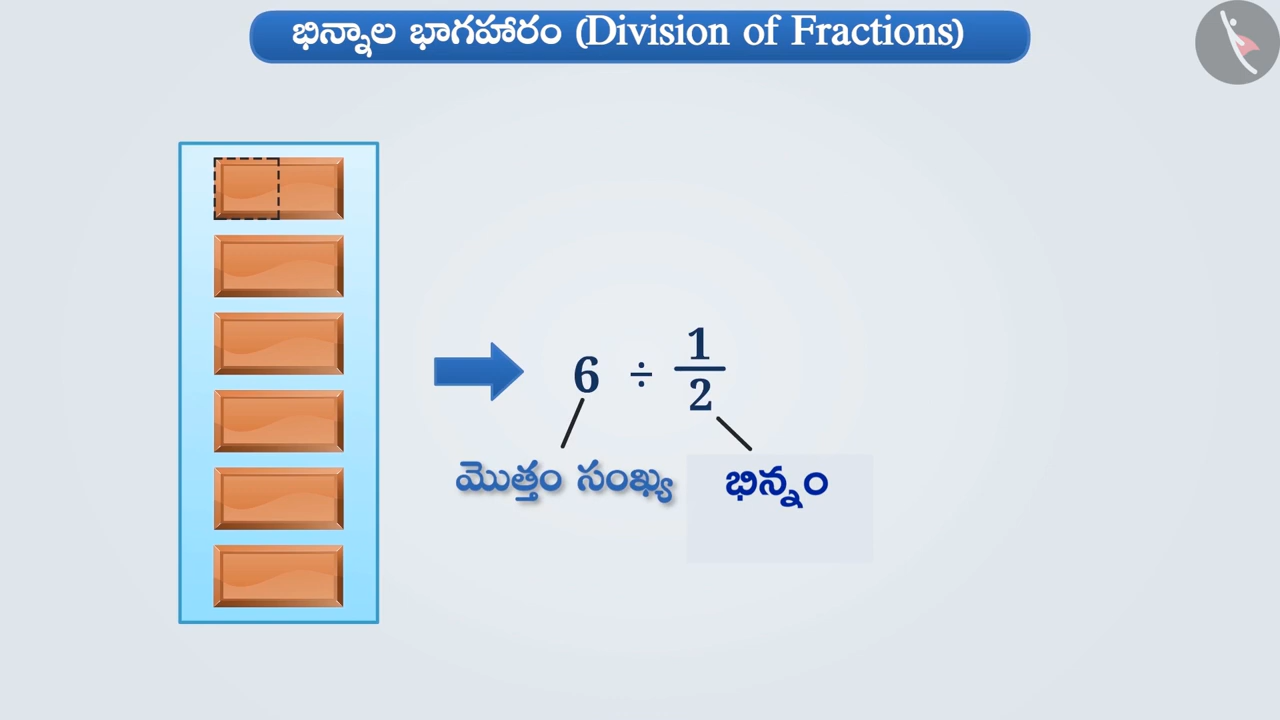 భిన్నాల భాగహారం (Division of Fractions)
6 ÷ 1/2
మొత్తం సంఖ్య
భిన్నం